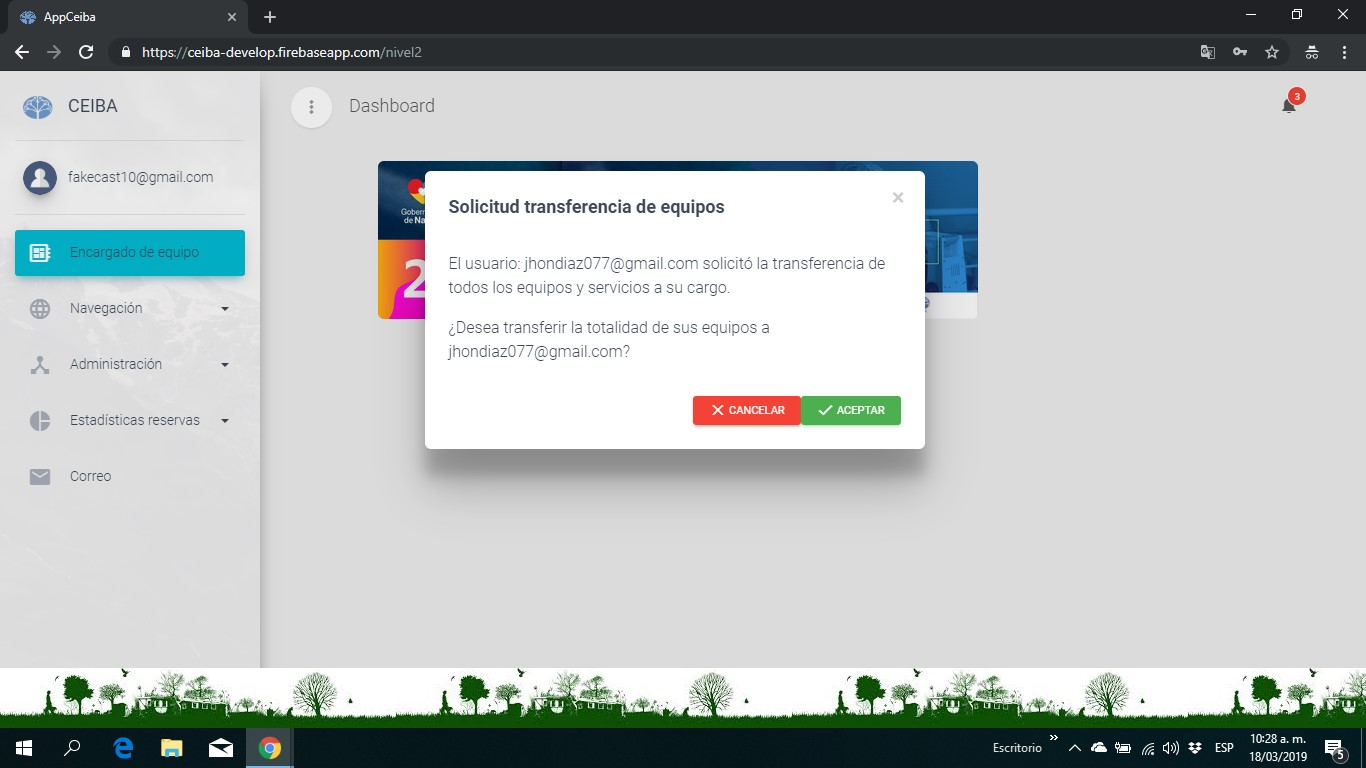 AppCeiba
https://ceiba-develop.firebaseapp.com/nivel2
CEIBA
Dashboard
3
fakecast10@gmail.com
Encargado de equipo
Navegación
Administración
Estadísticas reservas
Correo
Solicitud transferencia de equipos
El usuario: jhondiaz077@gmail.com solicitó la transferencia de
todos los equipos y servicios a su cargo.
¿Desea transferir la totalidad de sus equipos a
jhondiaz077@gmail.com?
CANCELAR
ACEPTAR
2
Escritorio
ESP
10:28 a. m.
18/03/2019
5